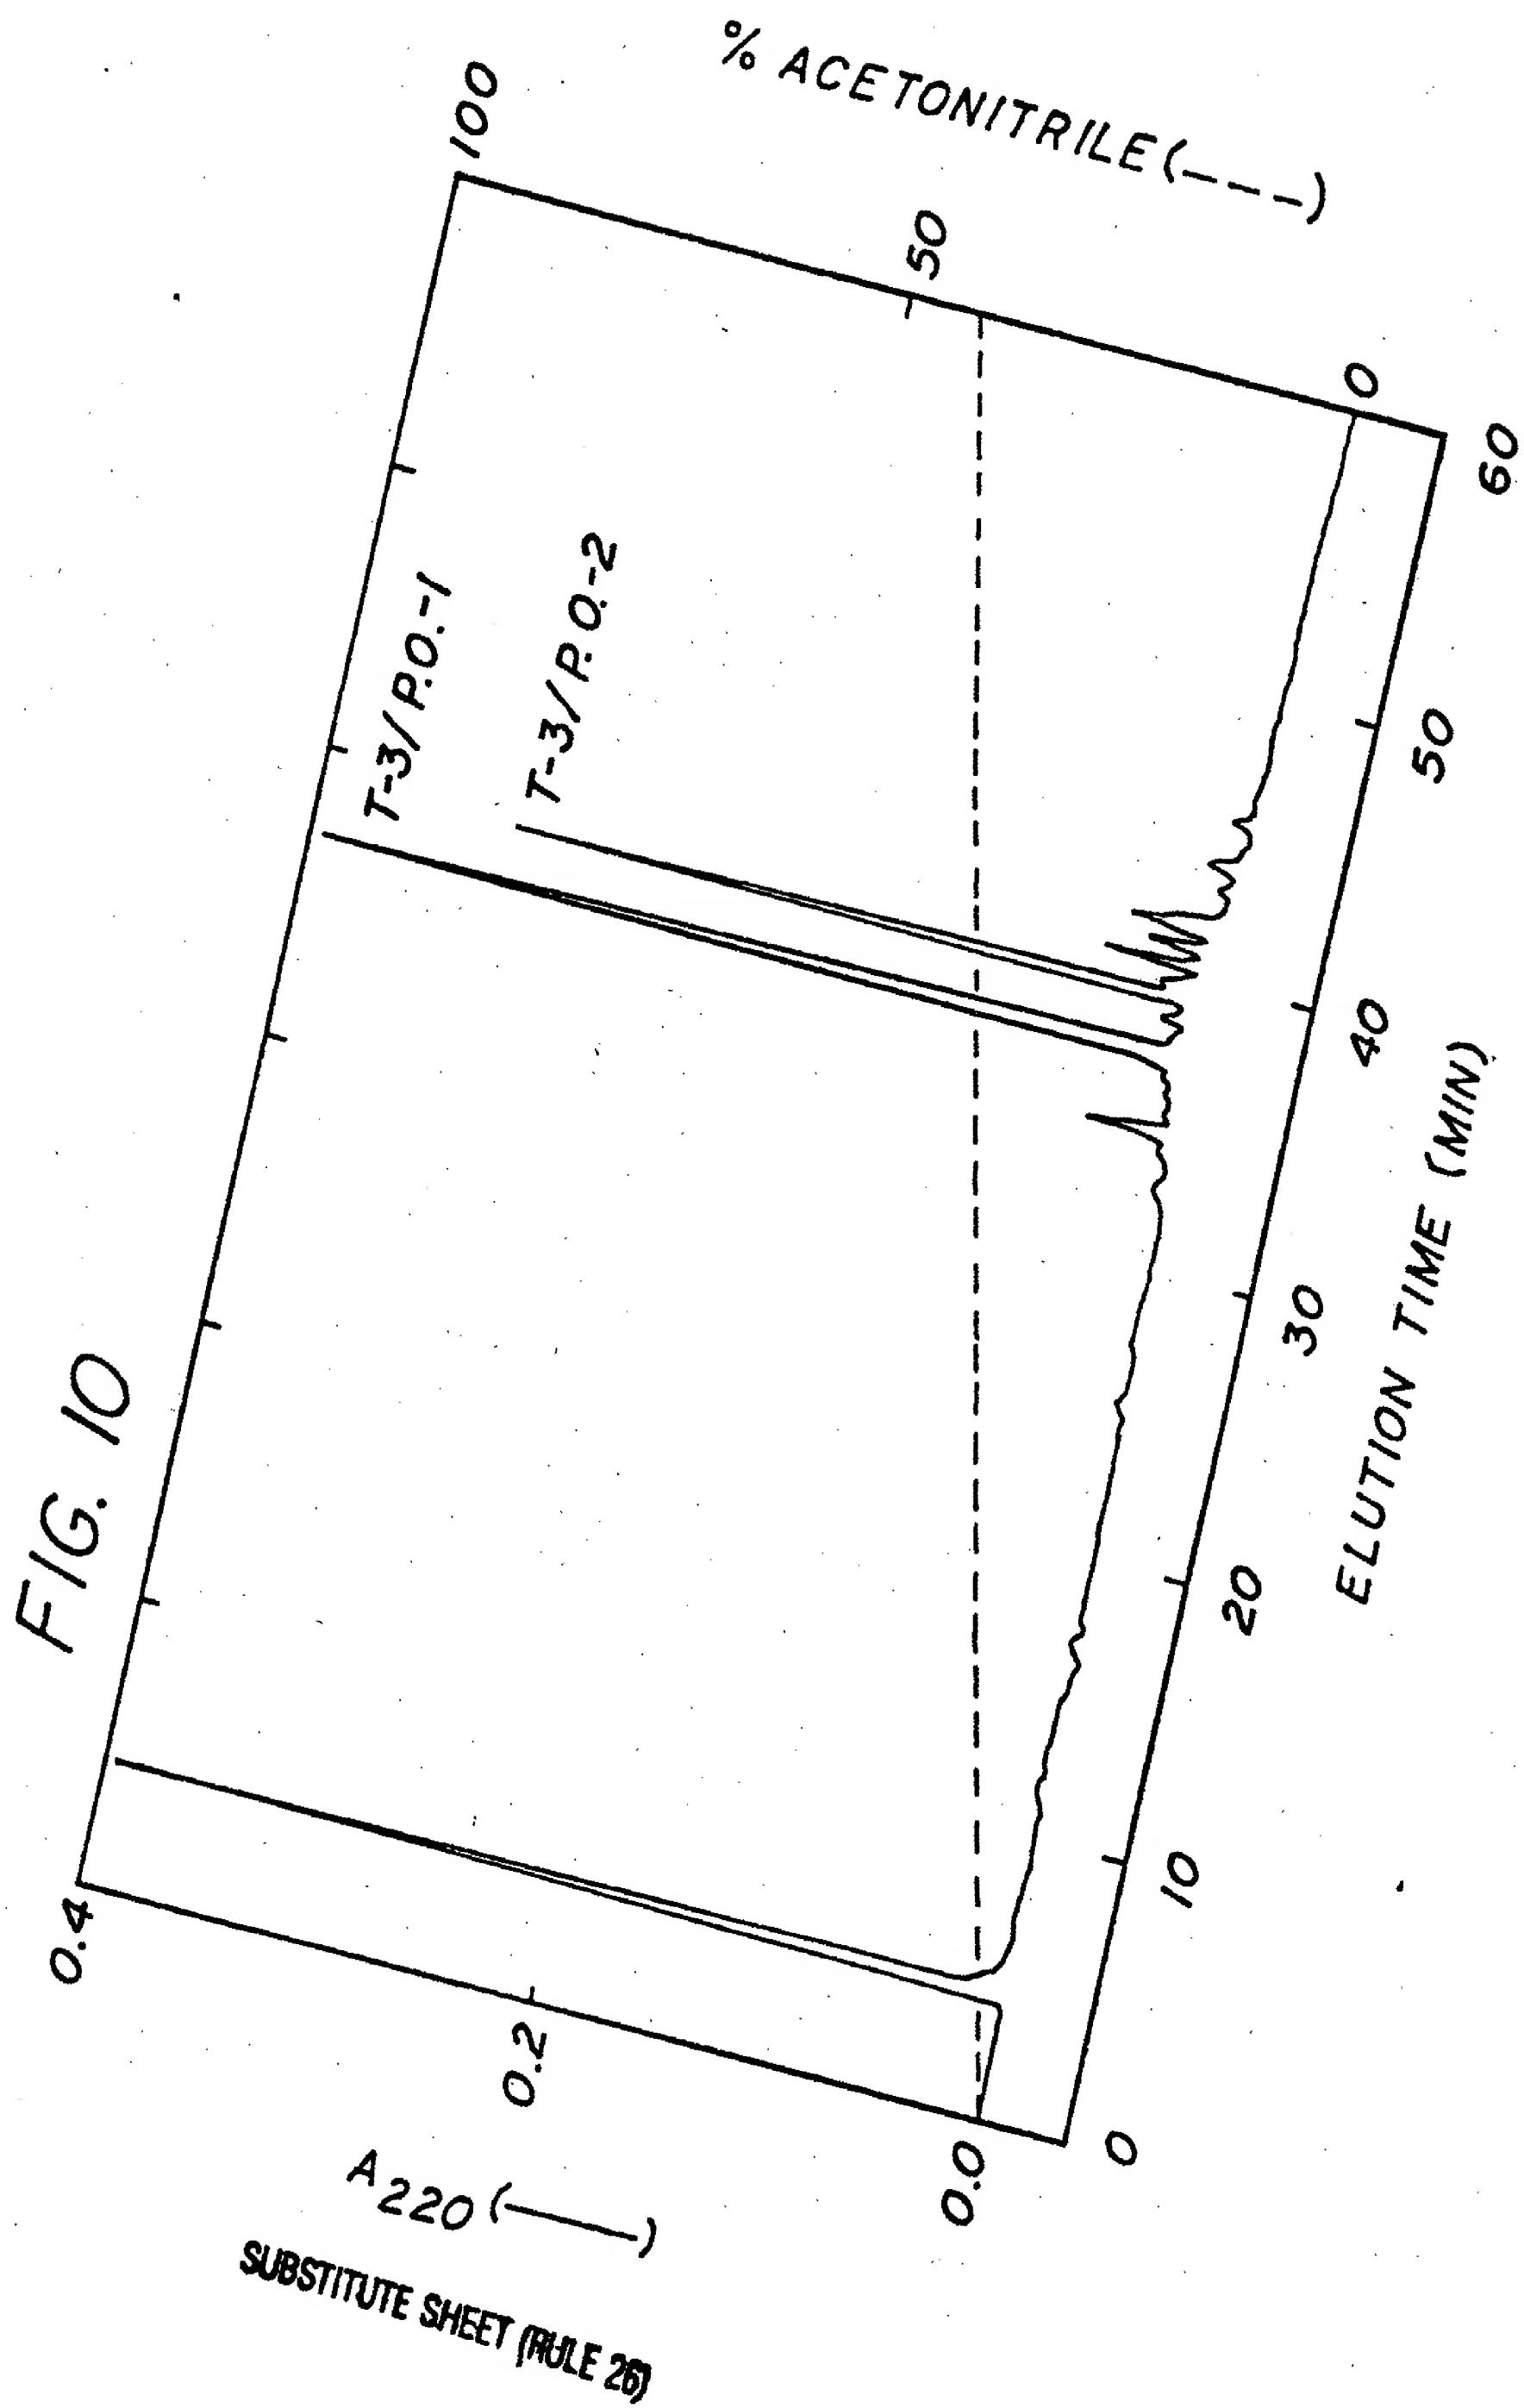 FIG. 10
0.4
0.2
0.0
A220 (——)
T-3/P.O.-1
T-3/P.O.-2
100
50
0
% ACETONITRILE (----)
0
10
20
30
40
50
60
ELUTION TIME (MIN)
SUBSTITUTE SHEET (RULE 26)